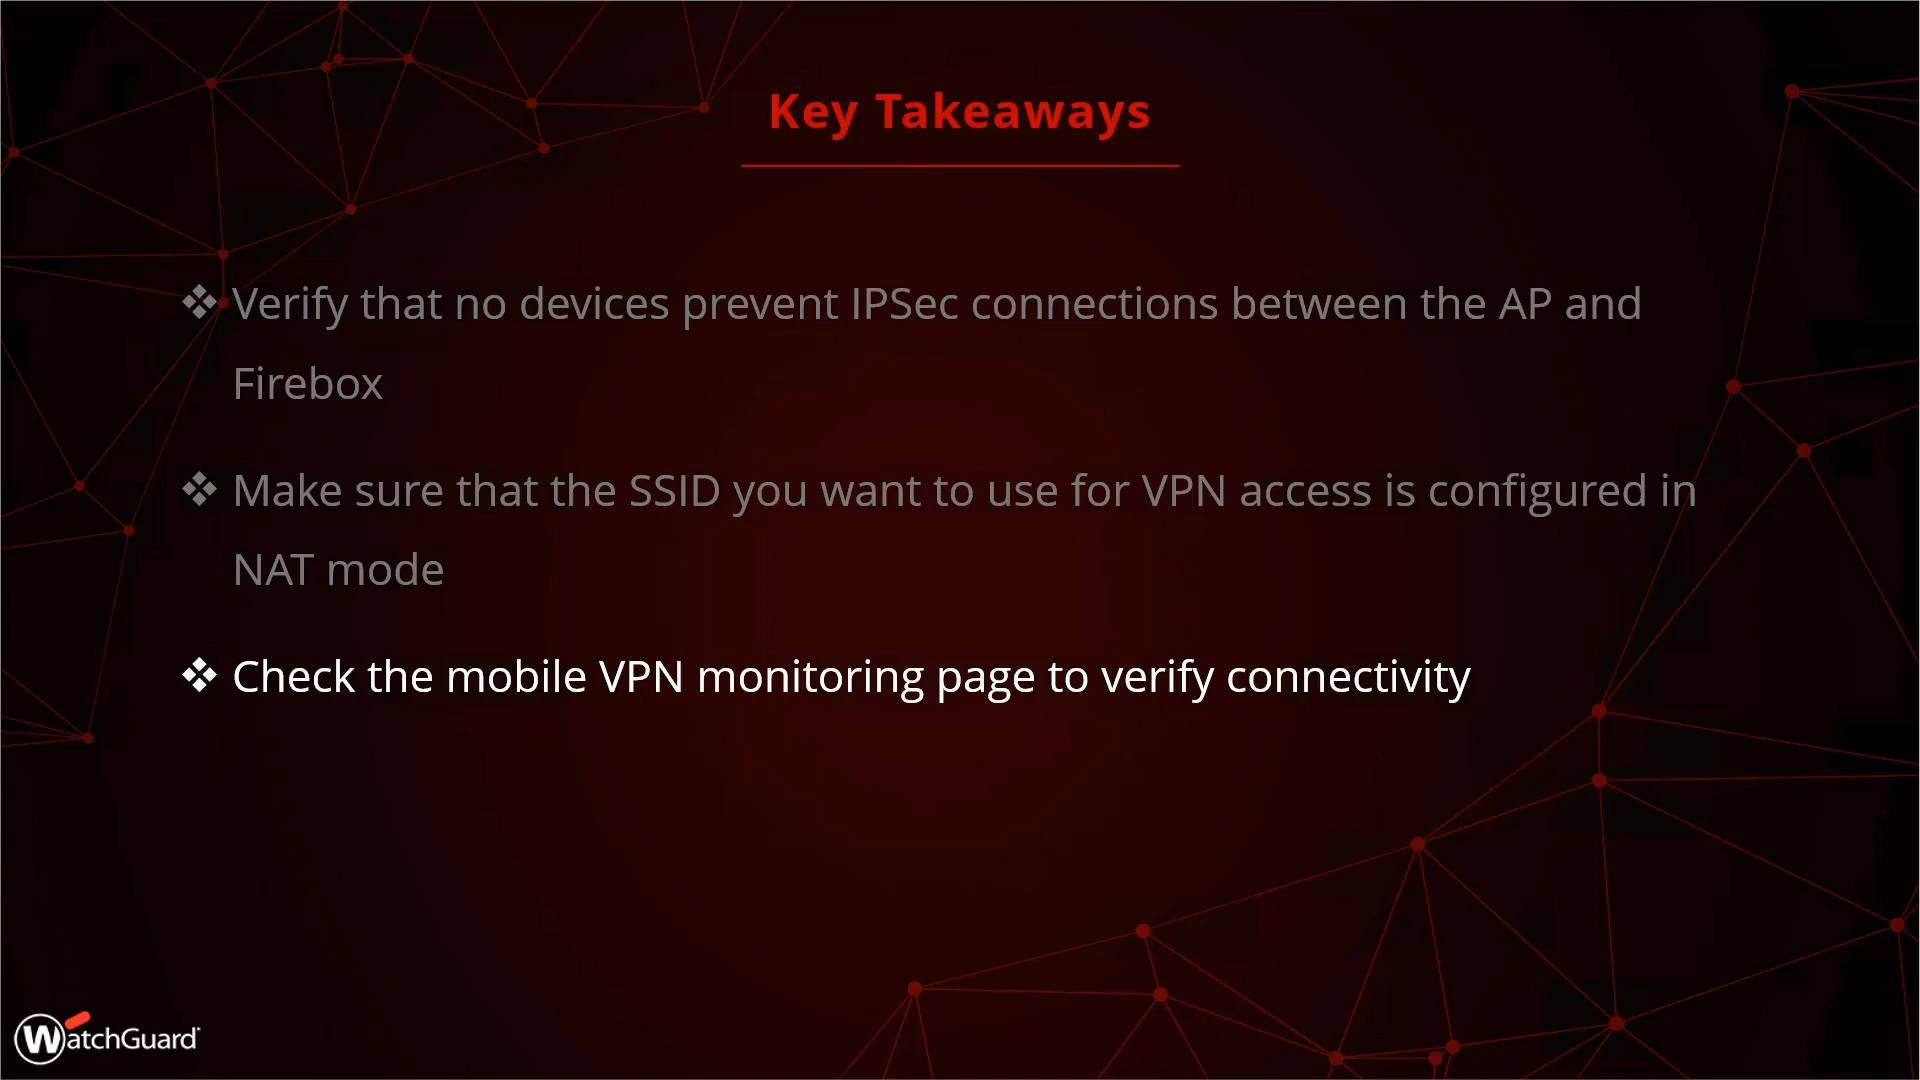 Key Takeaways
❖ Verify that no devices prevent IPSec connections between the AP and
Firebox
❖ Make sure that the SSID you want to use for VPN access is configured in
NAT mode
❖ Check the mobile VPN monitoring page to verify connectivity
WatchGuard